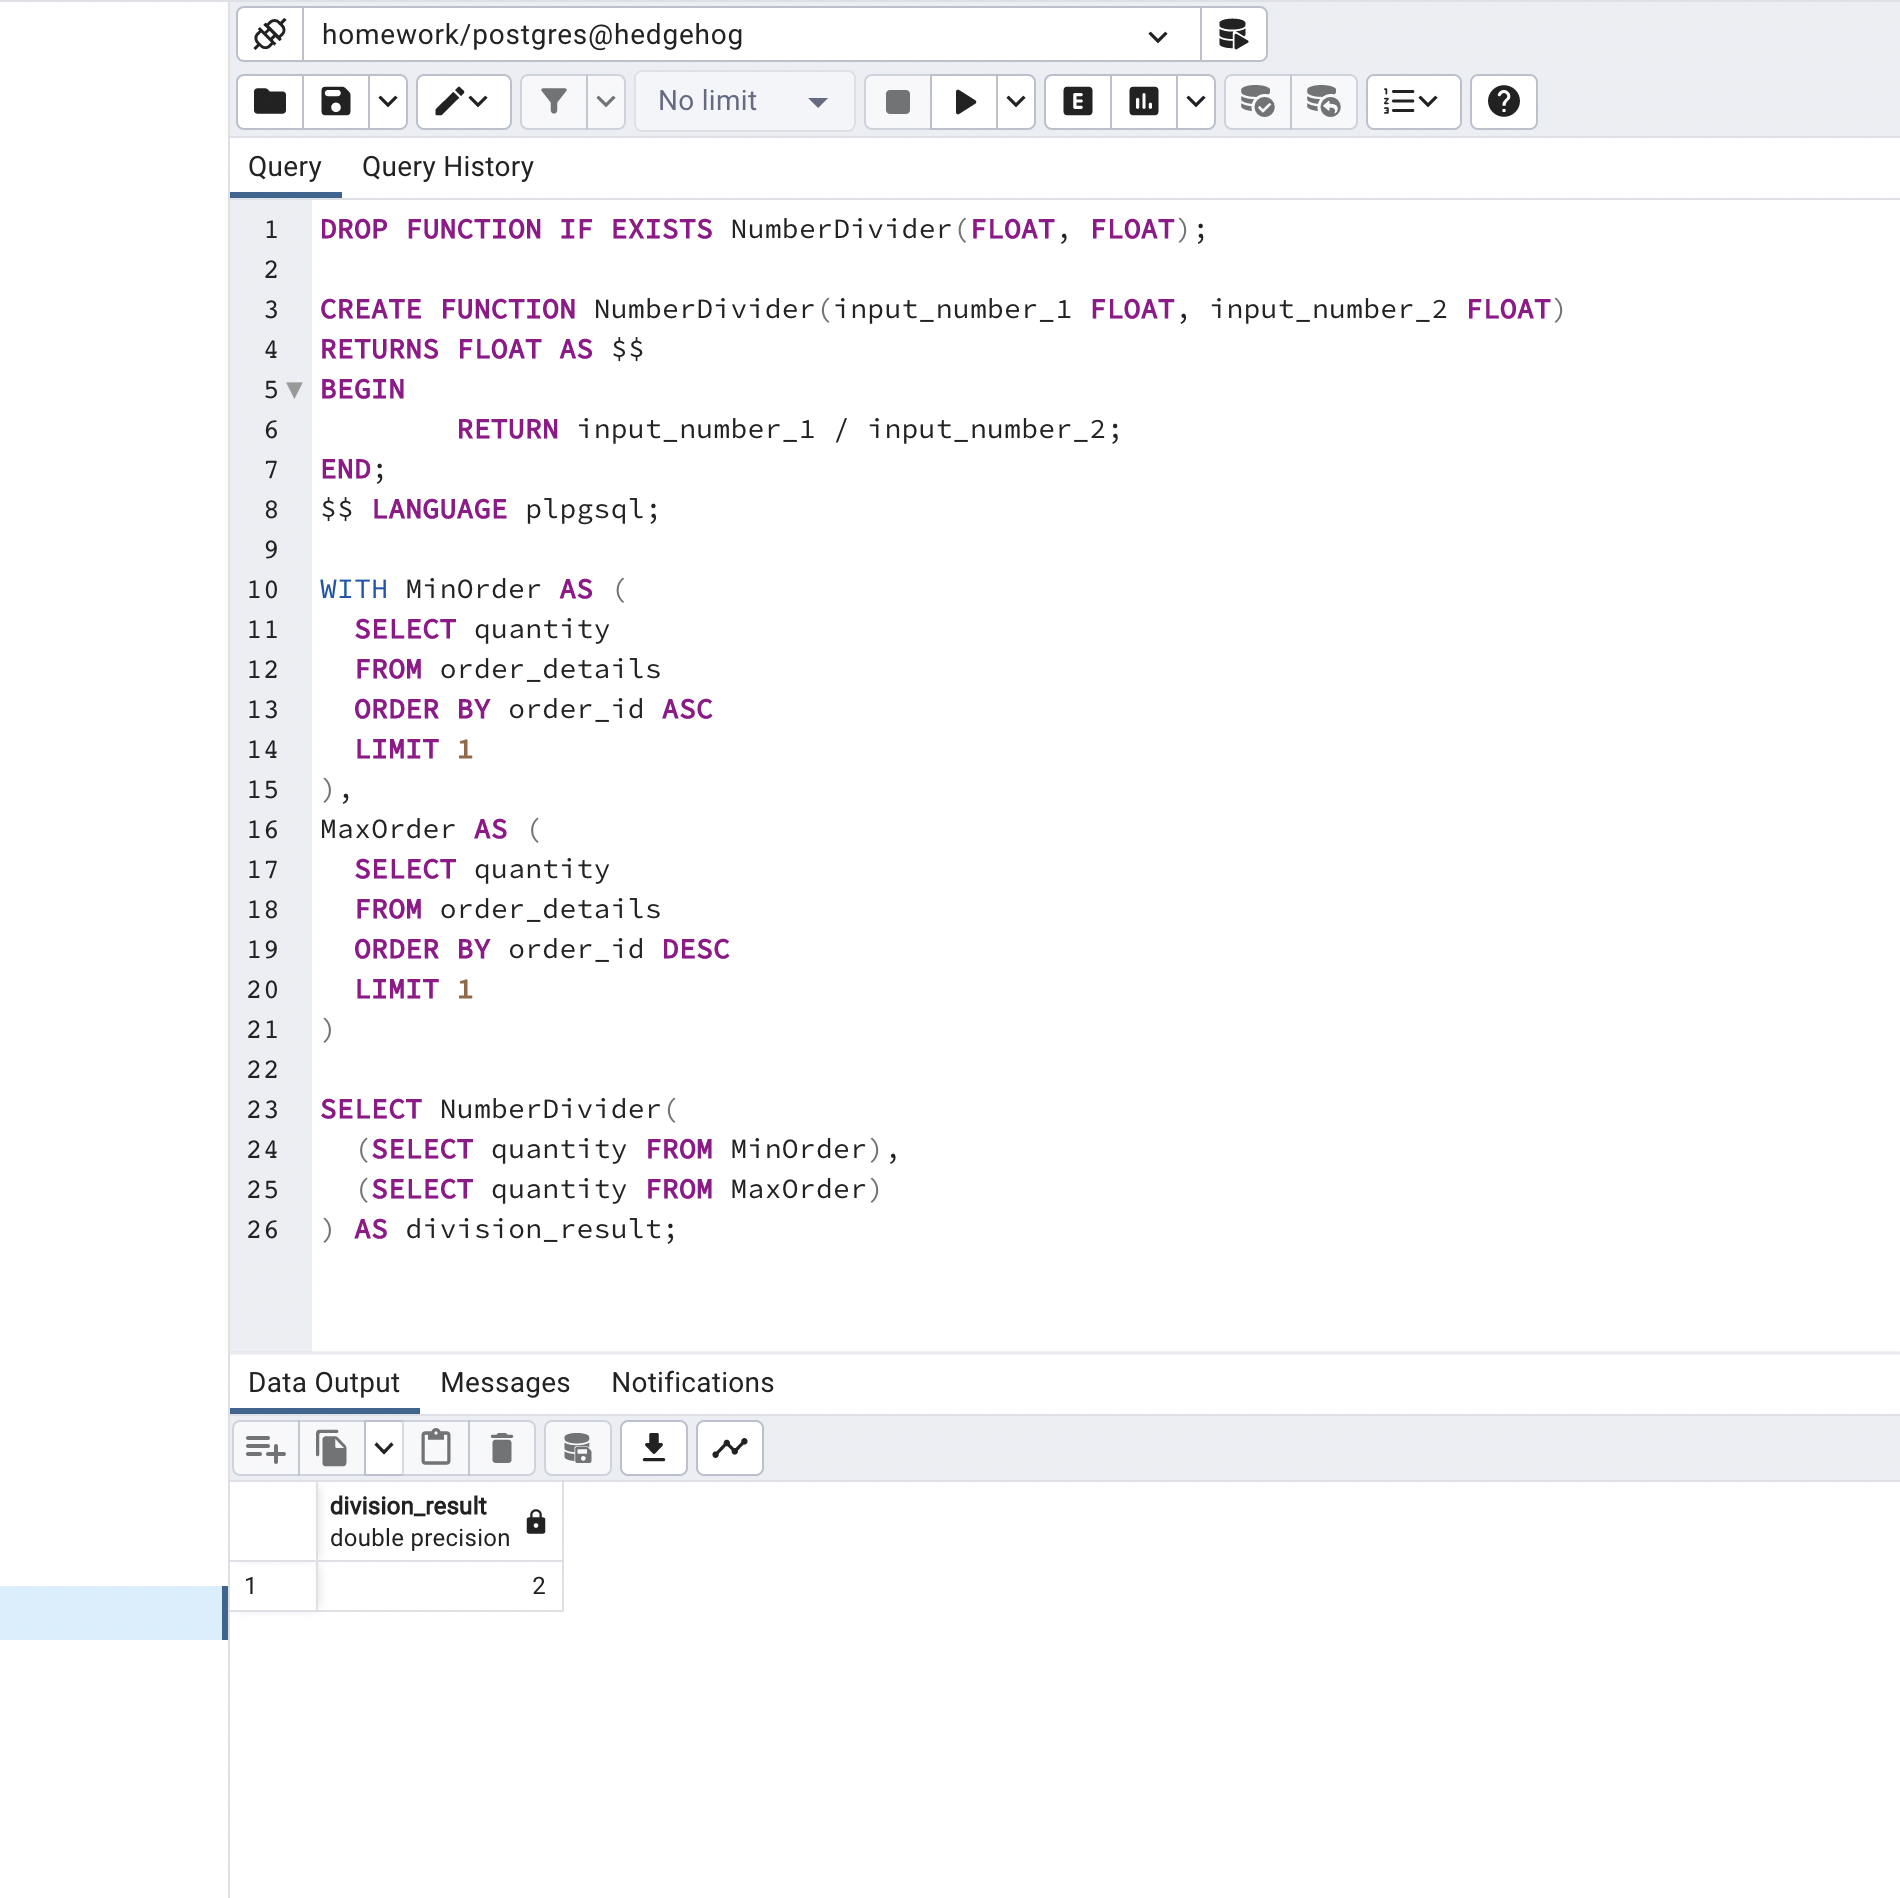 homework/postgres@hedgehog
No limit
E
Query Query History
1 DROP FUNCTION IF EXISTS NumberDivider(FLOAT, FLOAT);
2
3 CREATE FUNCTION NumberDivider(input_number_1 FLOAT, input_number_2 FLOAT)
4 RETURNS FLOAT AS $$
5 BEGIN
6 RETURN input_number_1 / input_number_2;
7 END;
8 $$ LANGUAGE plpgsql;
9
10 WITH MinOrder AS (
11 SELECT quantity
12 FROM order_details
13 ORDER BY order_id ASC
14 LIMIT 1
15 ),
16 MaxOrder AS (
17 SELECT quantity
18 FROM order_details
19 ORDER BY order_id DESC
20 LIMIT 1
21 )
22
23 SELECT NumberDivider(
24 (SELECT quantity FROM MinOrder),
25 (SELECT quantity FROM MaxOrder)
26 ) AS division_result;
Data Output Messages Notifications
division_result
double precision
1 2